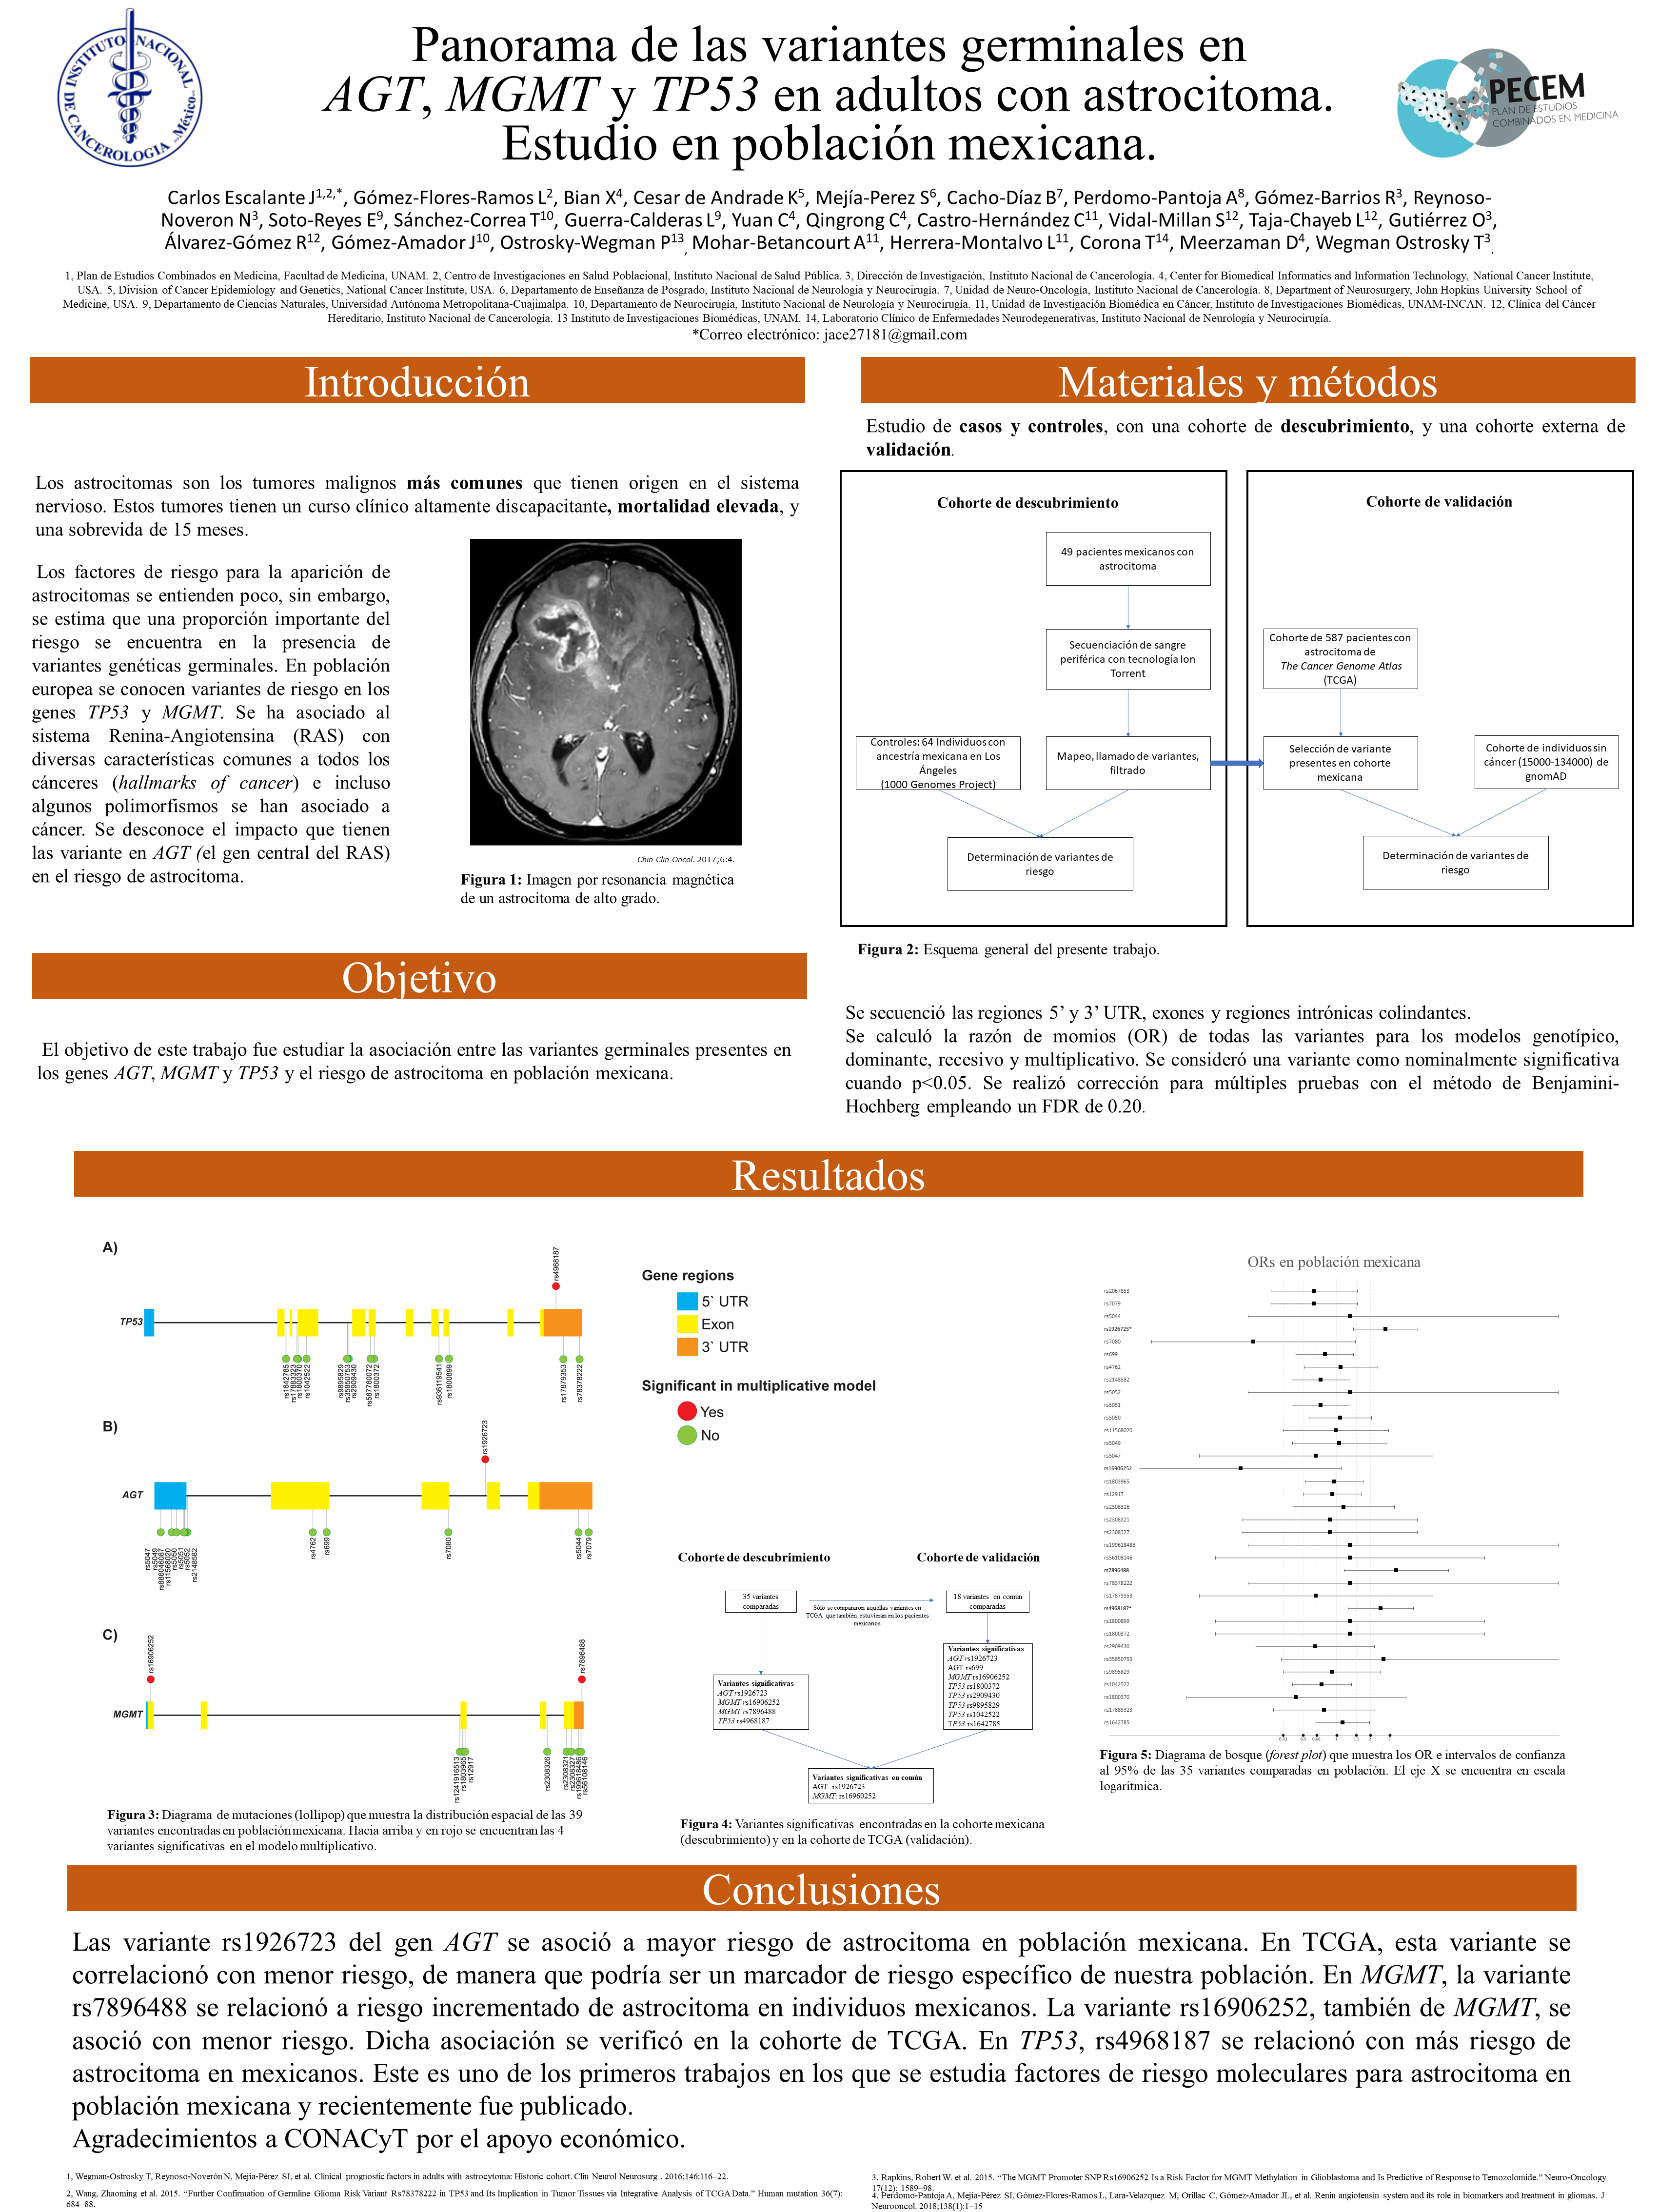 INSTITUTO NACIONAL DE CANCEROLOGIA México
Panorama de las variantes germinales en
AGT, MGMT y TP53 en adultos con astrocitoma.
Estudio en población mexicana.
PECEM
PLAN DE ESTUDIOS
COMBINADOS EN MEDICINA
Carlos Escalante J1,2,*, Gómez-Flores-Ramos L2, Bian X4, Cesar de Andrade K5, Mejía-Perez S6, Cacho-Díaz B7, Perdomo-Pantoja A8, Gómez-Barrios R3, Reynoso-
Noveron N3, Soto-Reyes E9, Sánchez-Correa T10, Guerra-Calderas L9, Yuan C4, Qingrong C4, Castro-Hernández C11, Vidal-Millan S12, Taja-Chayeb L12, Gutiérrez O3,
Álvarez-Gómez R12, Gómez-Amador J10, Ostrosky-Wegman P13, Mohar-Betancourt A11, Herrera-Montalvo L11, Corona T14, Meerzaman D4, Wegman Ostrosky T3.
1, Plan de Estudios Combinados en Medicina, Facultad de Medicina, UNAM. 2, Centro de Investigaciones en Salud Poblacional, Instituto Nacional de Salud Pública. 3, Dirección de Investigación, Instituto Nacional de Cancerología. 4, Center for Biomedical Informatics and Information Technology, National Cancer Institute,
USA. 5, Division of Cancer Epidemiology and Genetics, National Cancer Institute, USA. 6, Departamento de Enseñanza de Posgrado, Instituto Nacional de Neurología y Neurocirugía. 7, Unidad de Neuro-Oncología, Instituto Nacional de Cancerología. 8, Department of Neurosurgery, John Hopkins University School of
Medicine, USA. 9, Departamento de Ciencias Naturales, Universidad Autónoma Metropolitana-Cuajimalpa. 10, Departamento de Neurocirugía, Instituto Nacional de Neurología y Neurocirugía. 11, Unidad de Investigación Biomédica en Cáncer, Instituto de Investigaciones Biomédicas, UNAM-INCAN. 12, Clínica del Cáncer
Hereditario, Instituto Nacional de Cancerología. 13 Instituto de Investigaciones Biomédicas, UNAM. 14, Laboratorio Clínico de Enfermedades Neurodegenerativas, Instituto Nacional de Neurología y Neurocirugía.
*Correo electrónico: jace27181@gmail.com
Introducción
Los astrocitomas son los tumores malignos más comunes que tienen origen en el sistema
nervioso. Estos tumores tienen un curso clínico altamente discapacitante, mortalidad elevada, y
una sobrevida de 15 meses.
Los factores de riesgo para la aparición de
astrocitomas se entienden poco, sin embargo,
se estima que una proporción importante del
riesgo se encuentra en la presencia de
variantes genéticas germinales. En población
europea se conocen variantes de riesgo en los
genes TP53 y MGMT. Se ha asociado al
sistema Renina-Angiotensina (RAS) con
diversas características comunes a todos los
cánceres (hallmarks of cancer) e incluso
algunos polimorfismos se han asociado a
cáncer. Se desconoce el impacto que tienen
las variante en AGT (el gen central del RAS)
en el riesgo de astrocitoma.
Chin Clin Oncol. 2017;6:4.
Figura 1: Imagen por resonancia magnética
de un astrocitoma de alto grado.
Objetivo
El objetivo de este trabajo fue estudiar la asociación entre las variantes germinales presentes en
los genes AGT, MGMT y TP53 y el riesgo de astrocitoma en población mexicana.
Materiales y métodos
Estudio de casos y controles, con una cohorte de descubrimiento, y una cohorte externa de
validación.
Cohorte de descubrimiento
49 pacientes mexicanos con
astrocitoma
Secuenciación de sangre
periférica con tecnología Ion
Torrent
Controles: 64 Individuos con
ancestría mexicana en Los
Ángeles
(1000 Genomes Project)
Mapeo, llamado de variantes,
filtrado
Determinación de variantes de
riesgo
Cohorte de validación
Cohorte de 587 pacientes con
astrocitoma de
The Cancer Genome Atlas
(TCGA)
Selección de variante
presentes en cohorte
mexicana
Cohorte de individuos sin
cáncer (15000-134000) de
gnomAD
Determinación de variantes de
riesgo
Figura 2: Esquema general del presente trabajo.
Se secuenció las regiones 5’ y 3’ UTR, exones y regiones intrónicas colindantes.
Se calculó la razón de momios (OR) de todas las variantes para los modelos genotípico,
dominante, recesivo y multiplicativo. Se consideró una variante como nominalmente significativa
cuando p<0.05. Se realizó corrección para múltiples pruebas con el método de Benjamini-
Hochberg empleando un FDR de 0.20.
Resultados
A)
rs4968187
TP53
rs1642785
rs17883323
rs1800370
rs1042522
rs9895829
rs35850753
rs2909430
rs587780072
rs1800372
rs936119541
rs1800899
rs17879353
rs78378222
B)
rs1926723
AGT
rs5047
rs5049
rs886046087
rs11568020
rs5050
rs5051
rs5052
rs2148582
rs4762
rs699
rs7080
rs5044
rs7079
C)
rs16906252
rs7896488
MGMT
rs1241916513
rs1803965
rs12917
rs2308326
rs2308321
rs2308327
rs199618486
rs56108146
Gene regions
5` UTR
Exon
3` UTR
Significant in multiplicative model
Yes
No
Figura 3: Diagrama de mutaciones (lollipop) que muestra la distribución espacial de las 39
variantes encontradas en población mexicana. Hacia arriba y en rojo se encuentran las 4
variantes significativas en el modelo multiplicativo.
Cohorte de descubrimiento
Cohorte de validación
35 variantes
comparadas
Sólo se compararon aquellas variantes en
TCGA que también estuvieran en los pacientes
mexicanos
18 variantes en común
comparadas
Variantes significativas
AGT rs1926723
MGMT rs16906252
MGMT rs7896488
TP53 rs4968187
Variantes significativas
AGT rs1926723
AGT rs699
MGMT rs16906252
TP53 rs1800372
TP53 rs2909430
TP53 rs9895829
TP53 rs1042522
TP53 rs1642785
Variantes significativas en común
AGT: rs1926723
MGMT: rs16960252
Figura 4: Variantes significativas encontradas en la cohorte mexicana
(descubrimiento) y en la cohorte de TCGA (validación).
ORs en población mexicana
rs2067853
rs7079
rs5044
rs1926723*
rs7080
rs699
rs4762
rs2148582
rs5052
rs5051
rs5050
rs11568020
rs5049
rs5047
rs16906252
rs1803965
rs12917
rs2308326
rs2308321
rs2308327
rs199618486
rs56108146
rs7896488
rs78378222
rs17879353
rs4968187*
rs1800899
rs1800372
rs2909430
rs35850753
rs9895829
rs1042522
rs1800370
rs17883323
rs1642785
Figura 5: Diagrama de bosque (forest plot) que muestra los OR e intervalos de confianza
al 95% de las 35 variantes comparadas en población. El eje X se encuentra en escala
logarítmica.
Conclusiones
Las variante rs1926723 del gen AGT se asoció a mayor riesgo de astrocitoma en población mexicana. En TCGA, esta variante se
correlacionó con menor riesgo, de manera que podría ser un marcador de riesgo específico de nuestra población. En MGMT, la variante
rs7896488 se relacionó a riesgo incrementado de astrocitoma en individuos mexicanos. La variante rs16906252, también de MGMT, se
asoció con menor riesgo. Dicha asociación se verificó en la cohorte de TCGA. En TP53, rs4968187 se relacionó con más riesgo de
astrocitoma en mexicanos. Este es uno de los primeros trabajos en los que se estudia factores de riesgo moleculares para astrocitoma en
población mexicana y recientemente fue publicado.
Agradecimientos a CONACyT por el apoyo económico.
1, Wegman-Ostrosky T, Reynoso-Noverón N, Mejía-Pérez SI, et al. Clinical prognostic factors in adults with astrocytoma: Historic cohort. Clin Neurol Neurosurg . 2016;146:116–22.
2, Wang, Zhaoming et al. 2015. “Further Confirmation of Germline Glioma Risk Variant Rs78378222 in TP53 and Its Implication in Tumor Tissues via Integrative Analysis of TCGA Data.” Human mutation 36(7):
684–88.
3. Rapkins, Robert W. et al. 2015. “The MGMT Promoter SNP Rs16906252 Is a Risk Factor for MGMT Methylation in Glioblastoma and Is Predictive of Response to Temozolomide.” Neuro-Oncology
17(12): 1589–98.
4. Perdomo-Pantoja A, Mejía-Pérez SI, Gómez-Flores-Ramos L, Lara-Velazquez M, Orillac C, Gómez-Amador JL, et al. Renin angiotensin system and its role in biomarkers and treatment in gliomas. J
Neurooncol. 2018;138(1):1–15